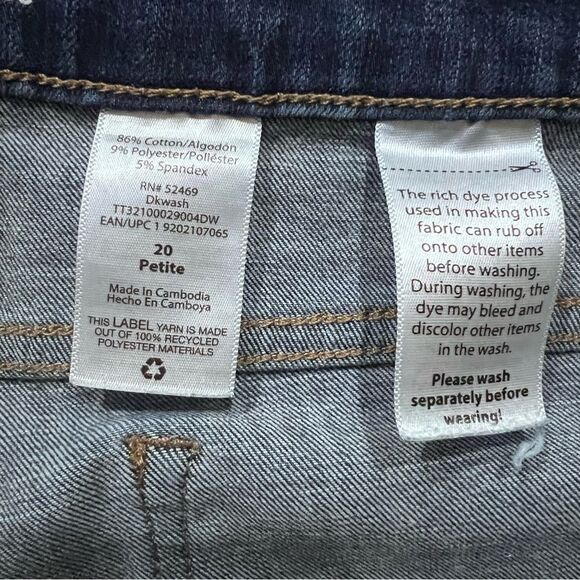 86% Cotton/Algodón
9% Polyester/Poliéster
5% Spandex
RN# 52469
Dkwash
TT32100029004DW
EAN/UPC 1 9202107065
20
Petite
Made In Cambodia
Hecho En Camboya
THIS LABEL YARN IS MADE
OUT OF 100% RECYCLED
POLYESTER MATERIALS
The rich dye process
used in making this
fabric can rub off
onto other items
before washing.
During washing, the
dye may bleed and
discolor other items
in the wash.
Please wash
separately before
wearing!